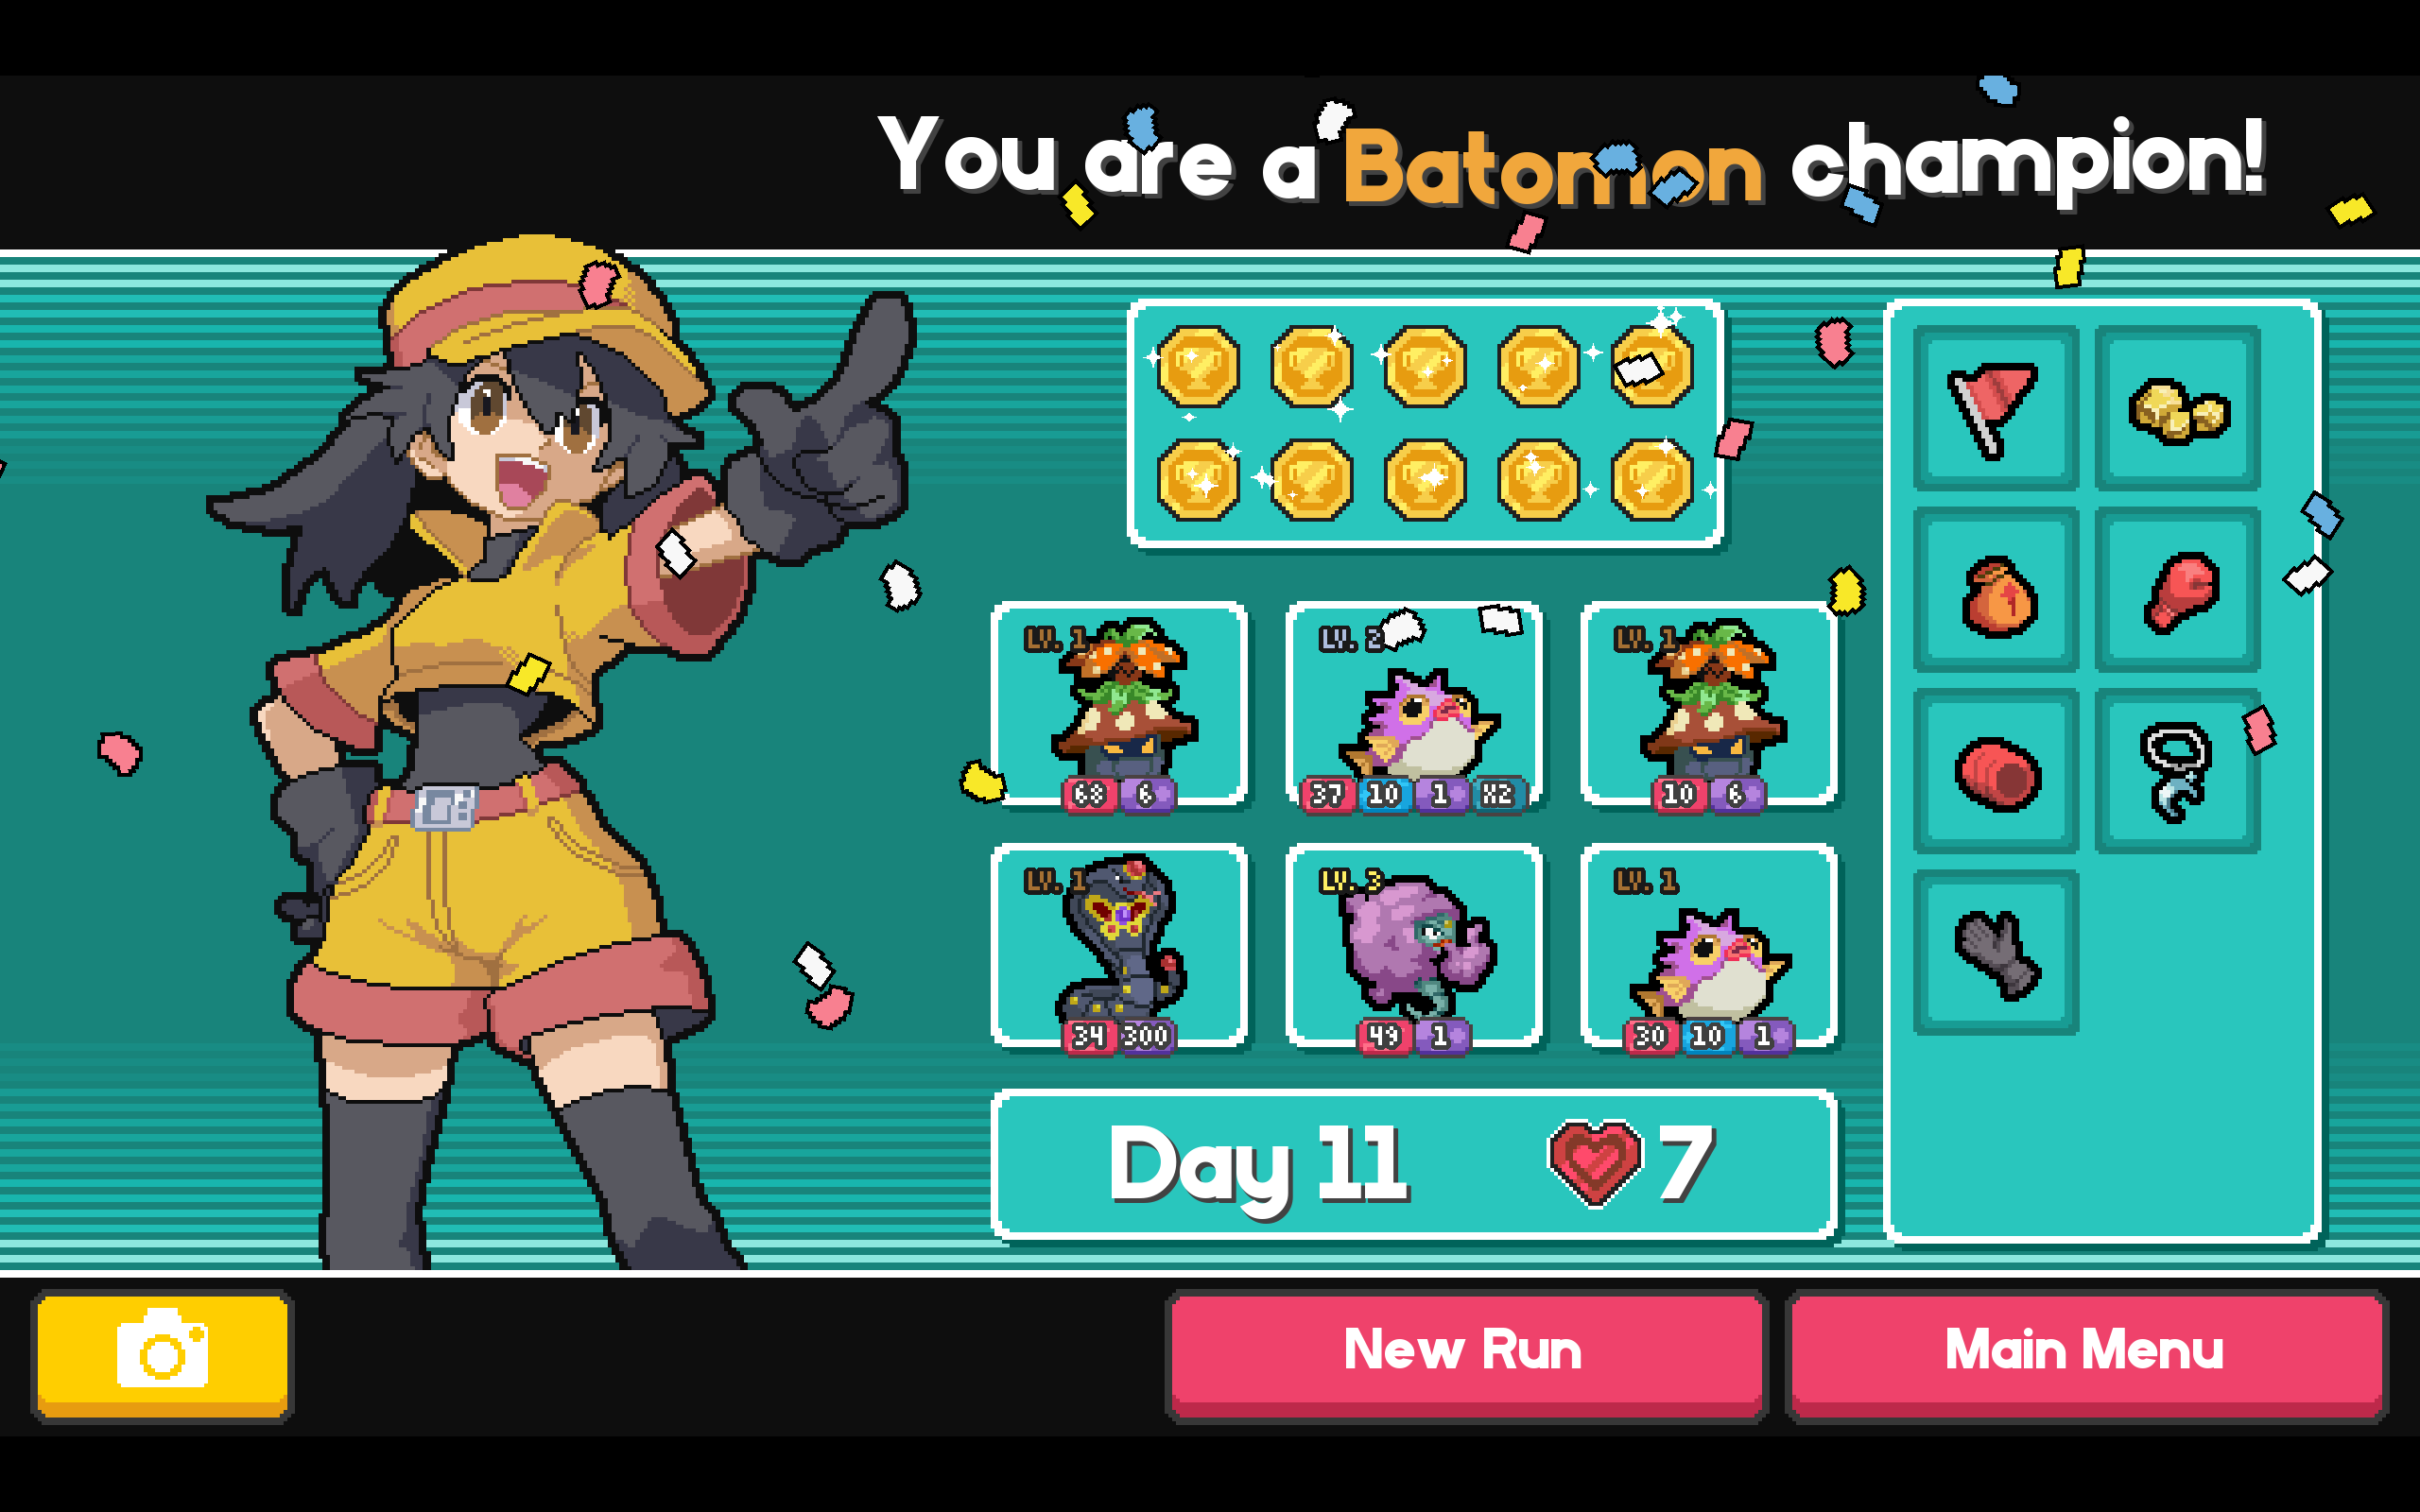 You are a Batomon champion!
LV. 1
LV. 2
LV. 1
68 6
37 10 1 X2
10 6
LV. 1
LV. 3
LV. 1
34 300
49 1
30 10 1
Day 11
7
New Run
Main Menu